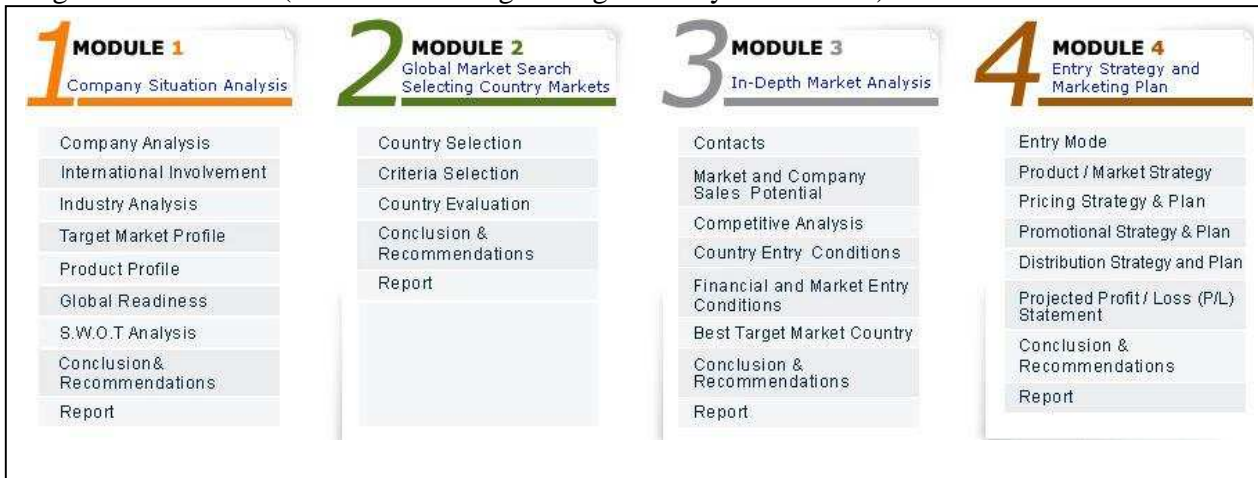 1 MODULE 1
Company Situation Analysis
Company Analysis
International Involvement
Industry Analysis
Target Market Profile
Product Profile
Global Readiness
S.W.O.T Analysis
Conclusion&
Recommendations
Report
2 MODULE 2
Global Market Search
Selecting Country Markets
Country Selection
Criteria Selection
Country Evaluation
Conclusion &
Recommendations
Report
3 MODULE 3
In-Depth Market Analysis
Contacts
Market and Company
Sales Potential
Competitive Analysis
Country Entry Conditions
Financial and Market Entry
Conditions
Best Target Market Country
Conclusion &
Recommendations
Report
4 MODULE 4
Entry Strategy and
Marketing Plan
Entry Mode
Product / Market Strategy
Pricing Strategy & Plan
Promotional Strategy & Plan
Distribution Strategy and Plan
Projected Profit / Loss (P/L)
Statement
Conclusion &
Recommendations
Report